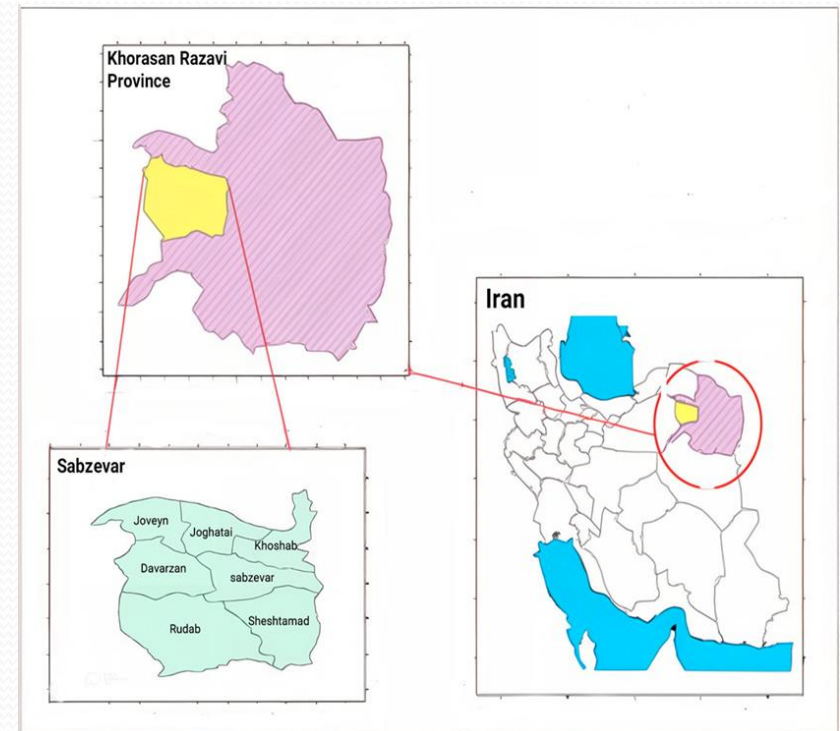 Khorasan Razavi
Province
Iran
Sabzevar
Joveyn
Joghatai
Khoshab
Davarzan
sabzevar
Rudab
Sheshtamad